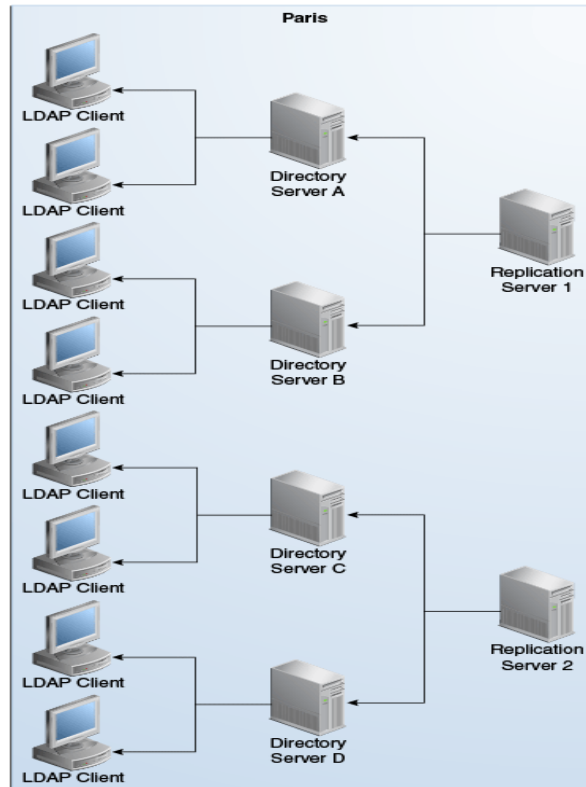 Paris
LDAP Client
LDAP Client
Directory
Server A
LDAP Client
LDAP Client
Directory
Server B
Replication
Server 1
LDAP Client
LDAP Client
Directory
Server C
LDAP Client
LDAP Client
Directory
Server D
Replication
Server 2